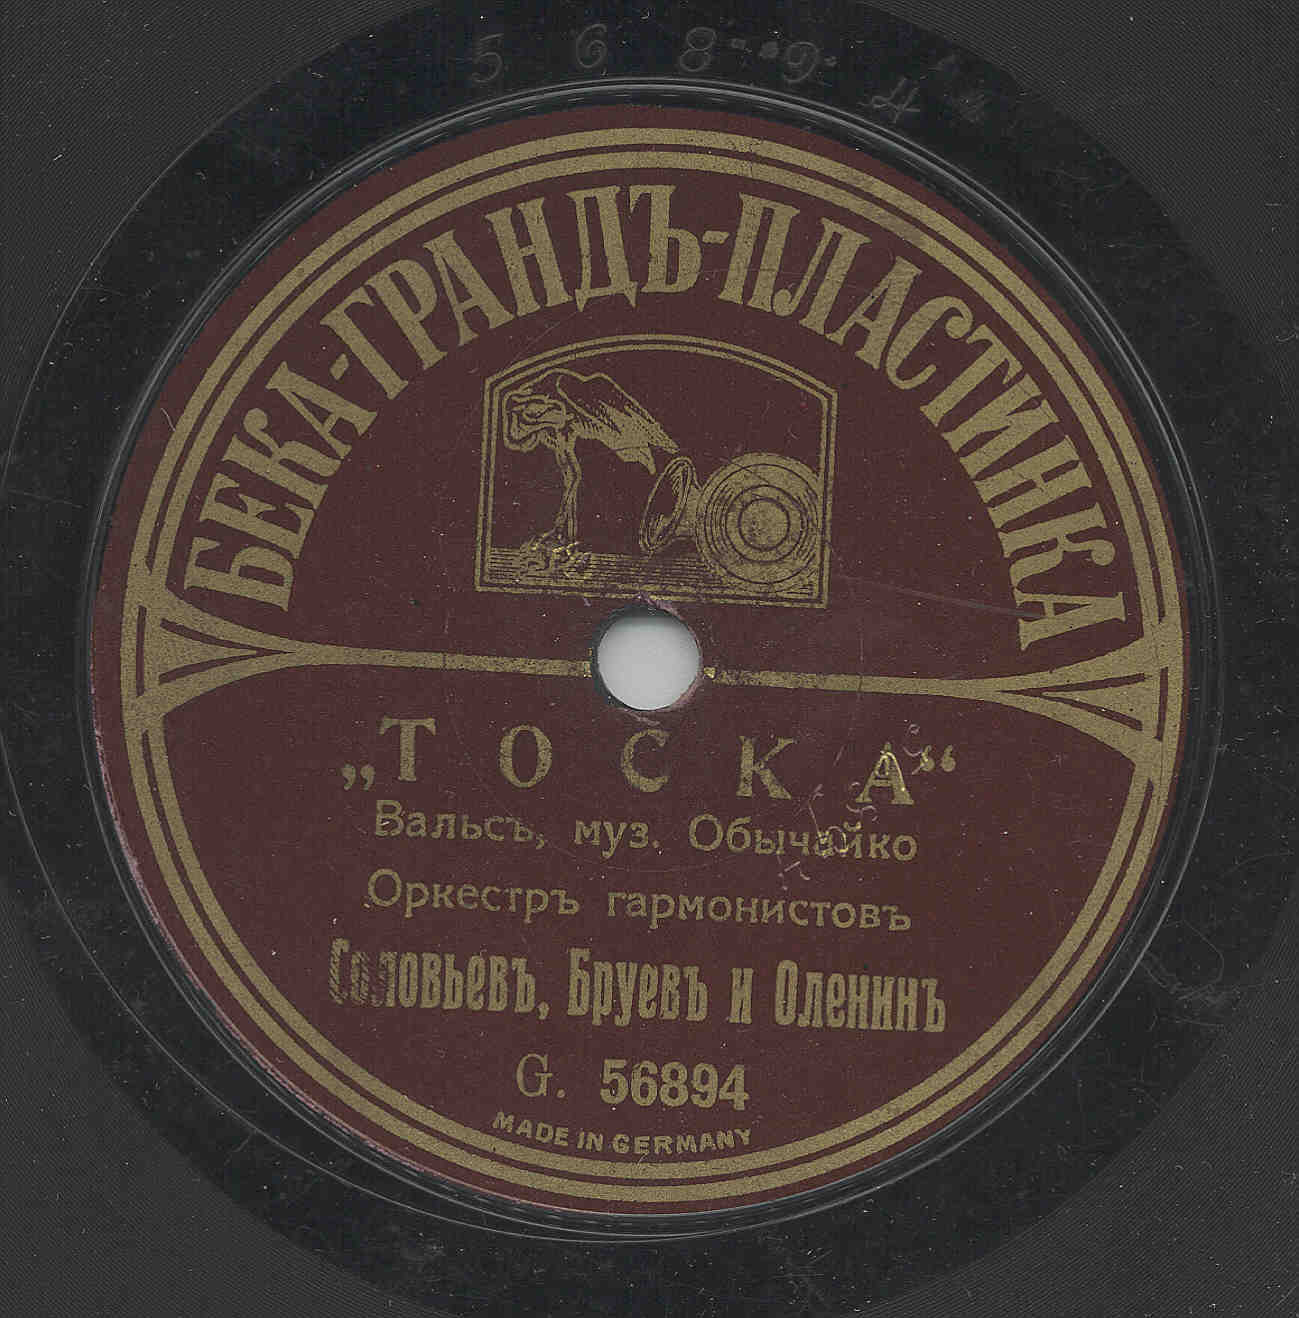 5 6 8 9 4
БЕКА-ГРАНДЪ-ПЛАСТИНКА
„ТОСКА“
Вальсъ, муз. Обычайко
Оркестръ гармонистовъ
Соловьевъ, Бруевъ и Оленинъ
G. 56894
MADE IN GERMANY